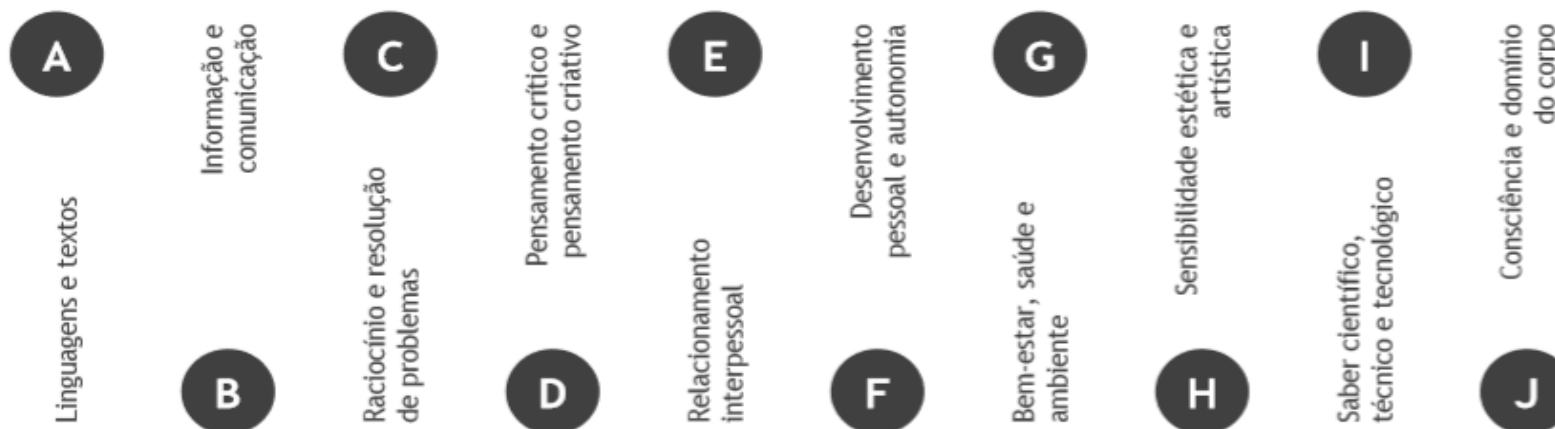 A
Linguagens e textos
B
Informação e
comunicação
C
Raciocínio e resolução
de problemas
D
Pensamento crítico e
pensamento criativo
E
Relacionamento
interpessoal
F
Desenvolvimento
pessoal e autonomia
G
Bem-estar, saúde e
ambiente
H
Sensibilidade estética e
artística
I
Saber científico,
técnico e tecnológico
J
Consciência e domínio
do corpo